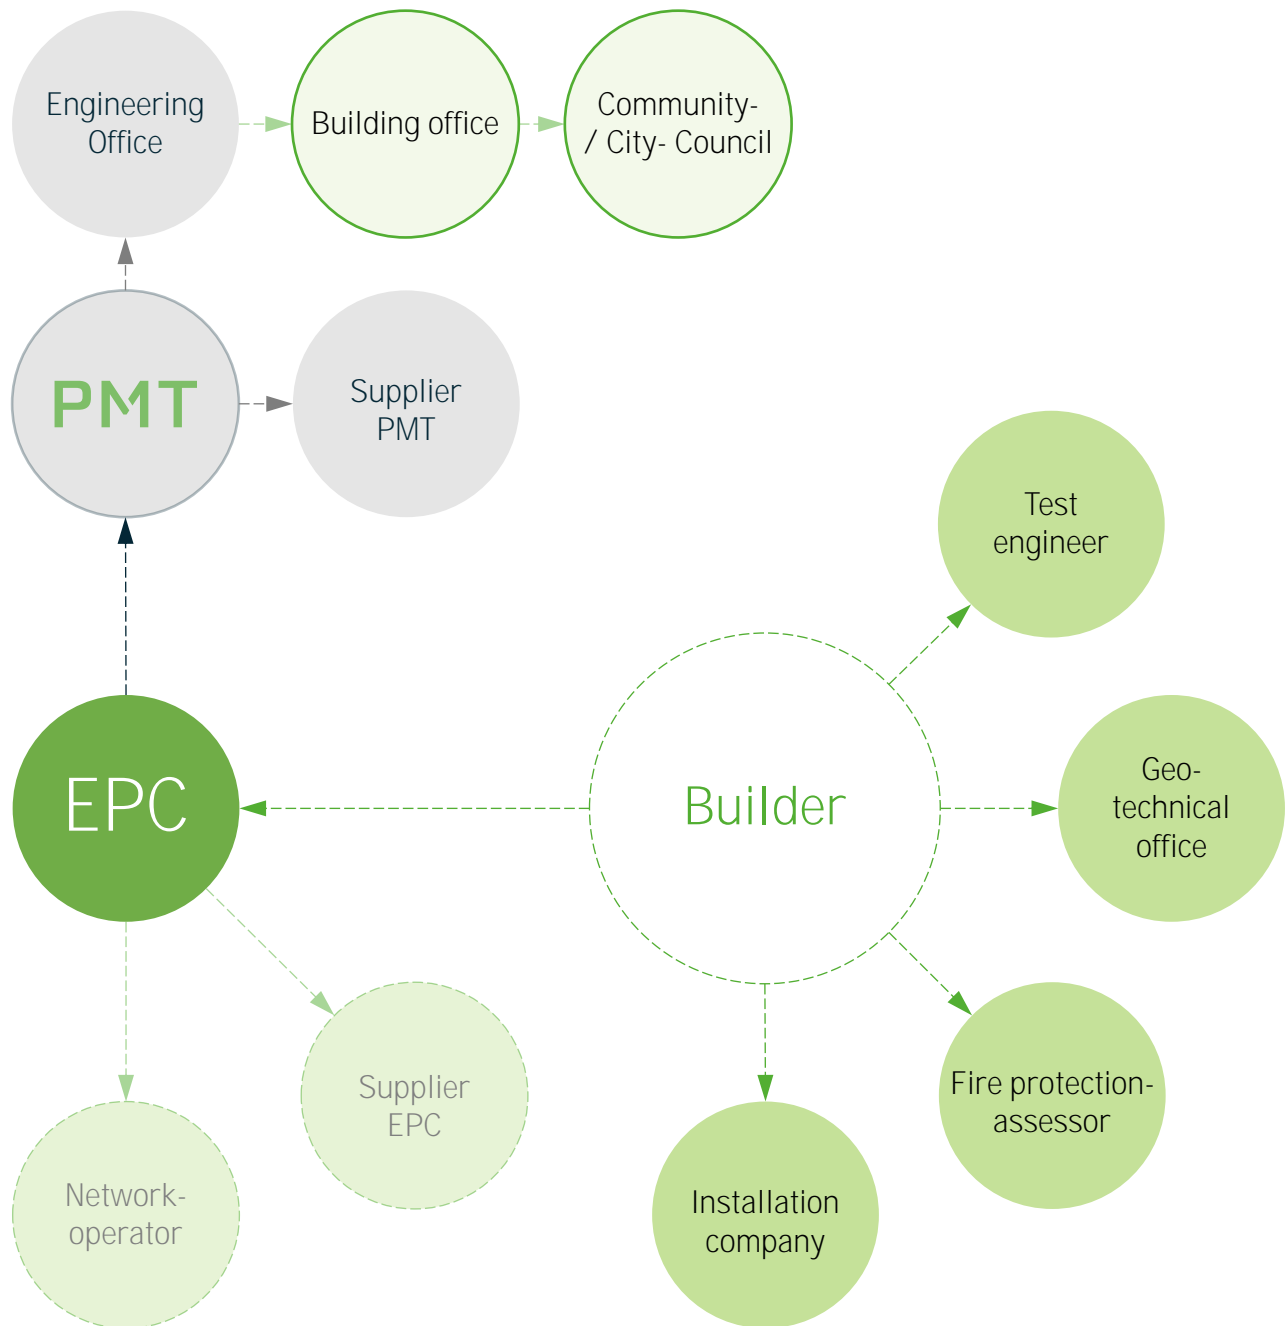 Engineering
Office
Building office
Community-
/ City- Council
PMT
Supplier
PMT
Test
engineer
EPC
Builder
Geo-
technical
office
Supplier
EPC
Fire protection-
assessor
Network-
operator
Installation
company